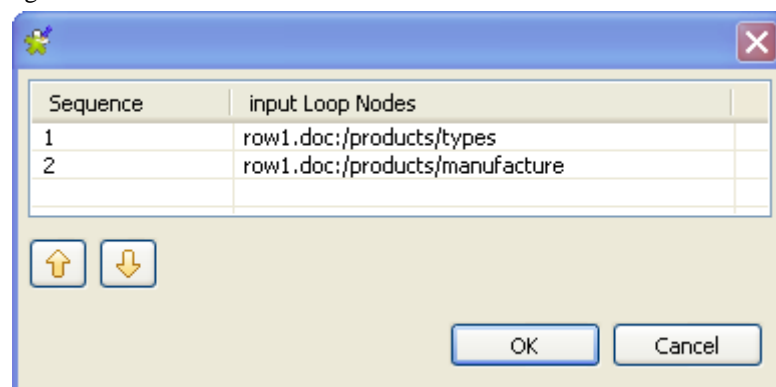 Sequence input Loop Nodes
1 row1.doc:/products/types
2 row1.doc:/products/manufacture
OK Cancel